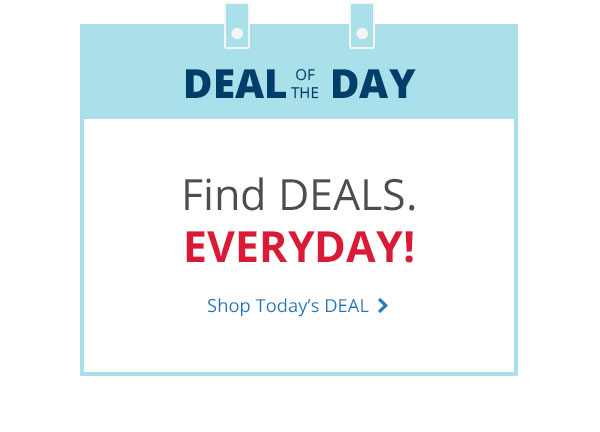 DEAL OF THE DAY
Find DEALS.
EVERYDAY!
Shop Today's DEAL